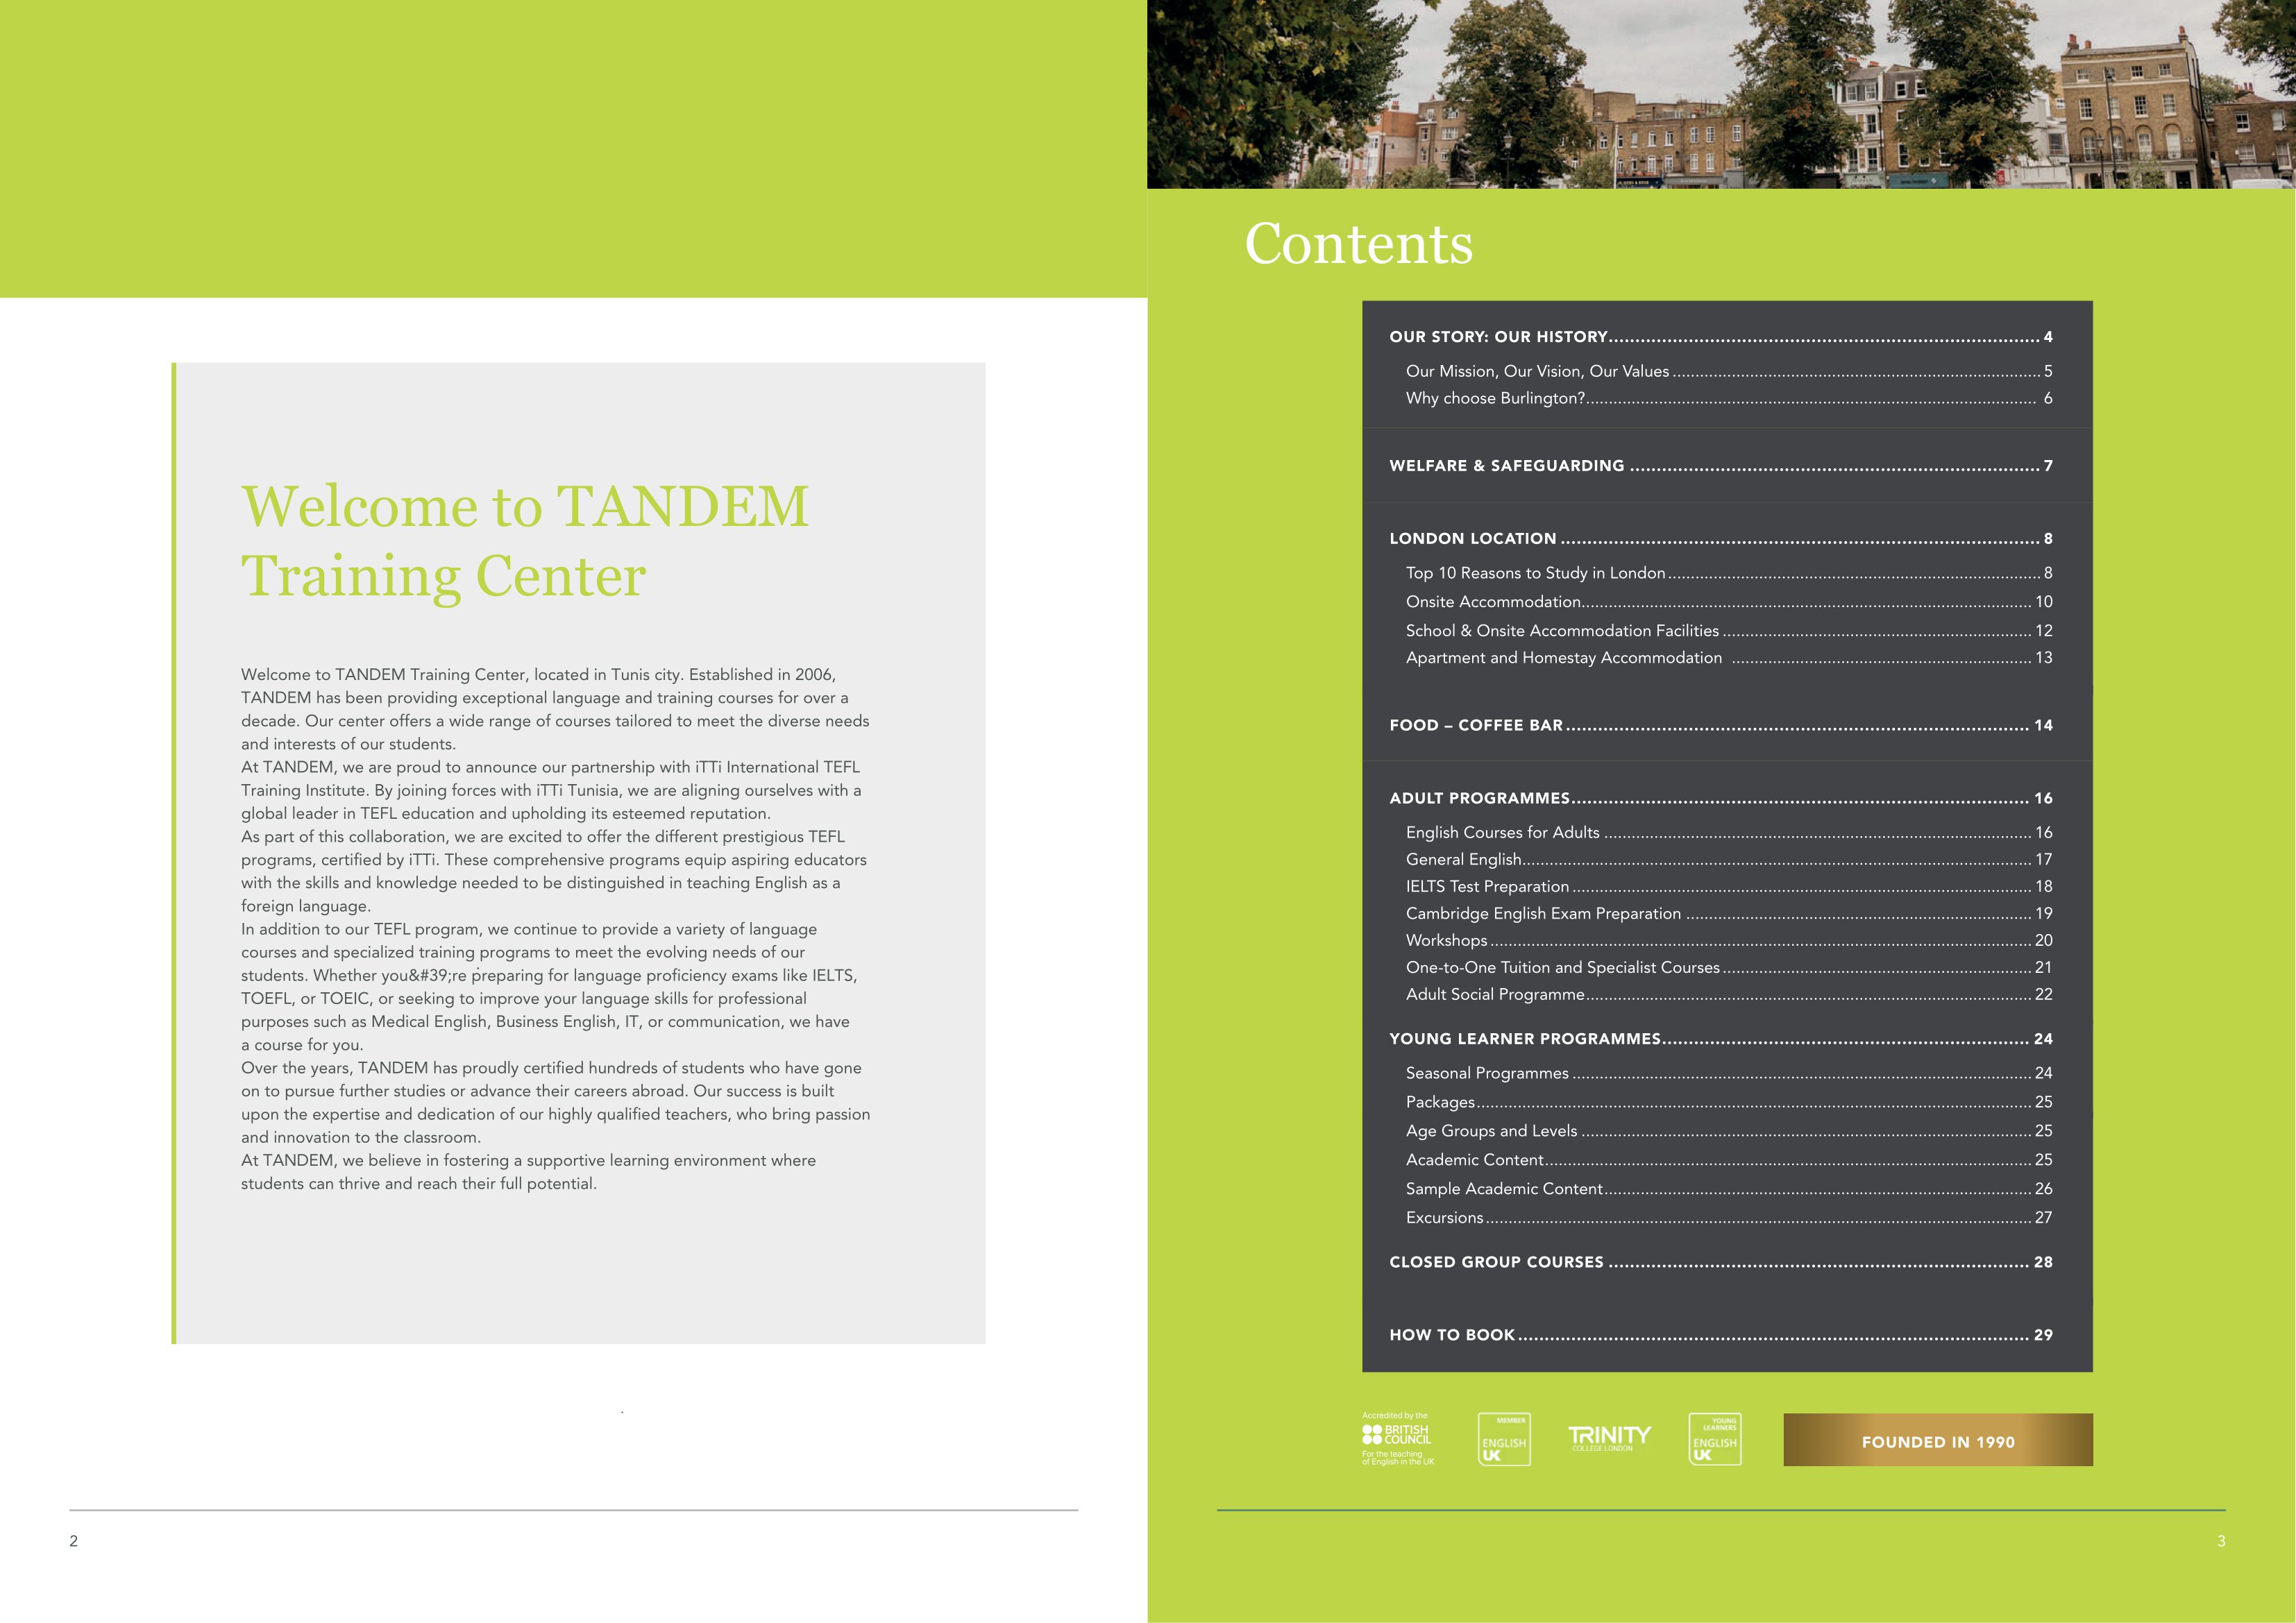 Welcome to TANDEM
Training Center
Welcome to TANDEM Training Center, located in Tunis city. Established in 2006,
TANDEM has been providing exceptional language and training courses for over a
decade. Our center offers a wide range of courses tailored to meet the diverse needs
and interests of our students.
At TANDEM, we are proud to announce our partnership with iTTi International TEFL
Training Institute. By joining forces with iTTi Tunisia, we are aligning ourselves with a
global leader in TEFL education and upholding its esteemed reputation.
As part of this collaboration, we are excited to offer the different prestigious TEFL
programs, certified by iTTi. These comprehensive programs equip aspiring educators
with the skills and knowledge needed to be distinguished in teaching English as a
foreign language.
In addition to our TEFL program, we continue to provide a variety of language
courses and specialized training programs to meet the evolving needs of our
students. Whether you&#39;re preparing for language proficiency exams like IELTS,
TOEFL, or TOEIC, or seeking to improve your language skills for professional
purposes such as Medical English, Business English, IT, or communication, we have
a course for you.
Over the years, TANDEM has proudly certified hundreds of students who have gone
on to pursue further studies or advance their careers abroad. Our success is built
upon the expertise and dedication of our highly qualified teachers, who bring passion
and innovation to the classroom.
At TANDEM, we believe in fostering a supportive learning environment where
students can thrive and reach their full potential.
2
Contents
OUR STORY: OUR HISTORY.......... 4
Our Mission, Our Vision, Our Values .......... 5
Why choose Burlington?.......... 6
WELFARE & SAFEGUARDING .......... 7
LONDON LOCATION .......... 8
Top 10 Reasons to Study in London .......... 8
Onsite Accommodation.......... 10
School & Onsite Accommodation Facilities .......... 12
Apartment and Homestay Accommodation .......... 13
FOOD – COFFEE BAR .......... 14
ADULT PROGRAMMES.......... 16
English Courses for Adults .......... 16
General English.......... 17
IELTS Test Preparation .......... 18
Cambridge English Exam Preparation .......... 19
Workshops .......... 20
One-to-One Tuition and Specialist Courses .......... 21
Adult Social Programme.......... 22
YOUNG LEARNER PROGRAMMES.......... 24
Seasonal Programmes .......... 24
Packages.......... 25
Age Groups and Levels .......... 25
Academic Content.......... 25
Sample Academic Content.......... 26
Excursions .......... 27
CLOSED GROUP COURSES .......... 28
HOW TO BOOK .......... 29
Accredited by the
BRITISH
COUNCIL
For the teaching
of English in the UK
MEMBER
ENGLISH
UK
TRINITY
COLLEGE LONDON
YOUNG
LEARNERS
ENGLISH
UK
FOUNDED IN 1990
3